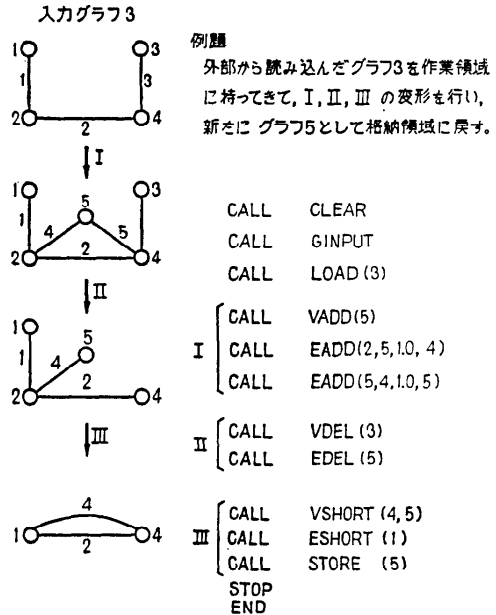 入力グラフ3
例題
外部から読み込んだグラフ3を作業領域
に持ってきて, I, II, III の変形を行い,
新たに グラフ5として格納領域に戻す。
1 3
1 3
2 2 4
I
1 5 3
1 4 5
2 2 4
II
1 5
1 4
2 2 4
III
4
1 2 4
CALL CLEAR
CALL GINPUT
CALL LOAD (3)
I
CALL VADD(5)
CALL EADD(2,5,1.0, 4)
CALL EADD(5,4,1.0,5)
II
CALL VDEL (3)
CALL EDEL (5)
III
CALL VSHORT (4,5)
CALL ESHORT (1)
CALL STORE (5)
STOP
END